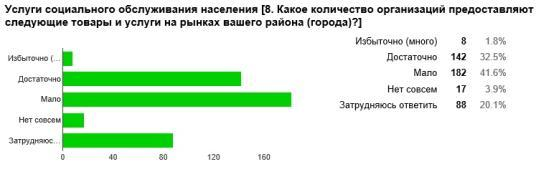 Услуги социального обслуживания населения [8. Какое количество организаций предоставляют
следующие товары и услуги на рынках вашего района (города)?]
Избыточно (... Избыточно (много) 8 1.8%
Достаточно Достаточно 142 32.5%
Мало Мало 182 41.6%
Нет совсем Нет совсем 17 3.9%
Затрудняюс... Затрудняюсь ответить 88 20.1%
0 40 80 120 160